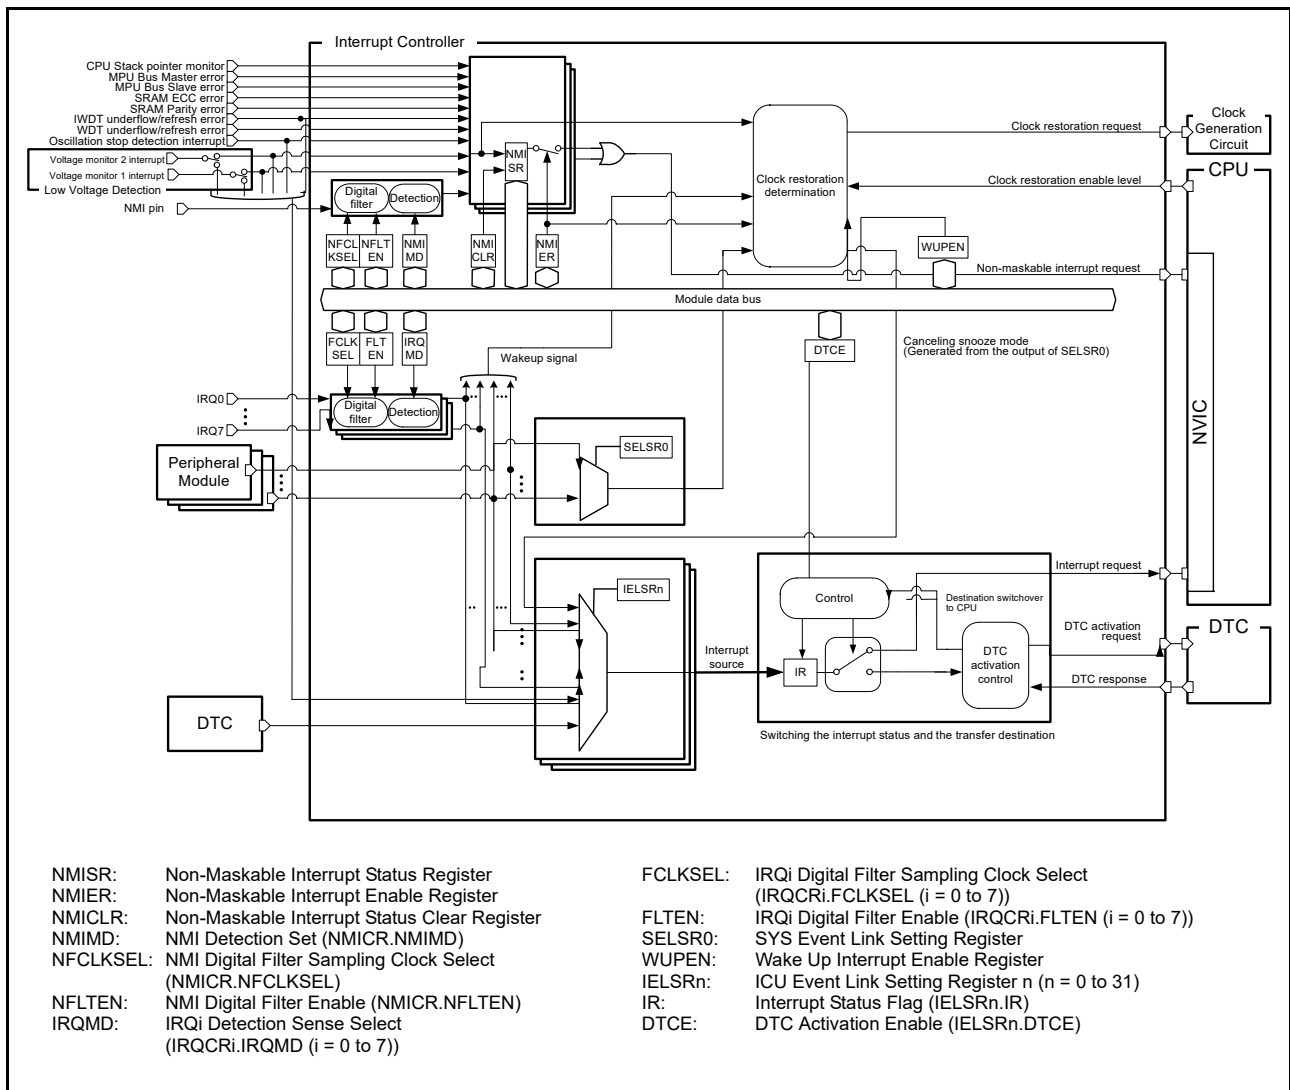 Interrupt Controller
CPU Stack pointer monitor
MPU Bus Master error
MPU Bus Slave error
SRAM ECC error
SRAM Parity error
IWDT underflow/refresh error
WDT underflow/refresh error
Oscillation stop detection interrupt
Voltage monitor 2 interrupt
Voltage monitor 1 interrupt
Low Voltage Detection
NMI pin
Digital
filter
Detection
NMI
SR
NFCL
KSEL
NFLT
EN
NMI
MD
NMI
CLR
NMI
ER
Clock restoration
determination
Clock restoration request
Clock
Generation
Circuit
Clock restoration enable level
CPU
WUPEN
Non-maskable interrupt request
Module data bus
FCLK
SEL
FLT
EN
IRQ
MD
Wakeup signal
DTCE
Canceling snooze mode
(Generated from the output of SELSR0)
IRQ0
IRQ7
Digital
filter
Detection
NVIC
Peripheral
Module
SELSR0
IELSRn
Control
Interrupt request
Destination switchover
to CPU
DTC activation
request
DTC
Interrupt
source
IR
DTC
activation
control
DTC response
DTC
Switching the interrupt status and the transfer destination
NMISR: Non-Maskable Interrupt Status Register
NMIER: Non-Maskable Interrupt Enable Register
NMICLR: Non-Maskable Interrupt Status Clear Register
NMIMD: NMI Detection Set (NMICR.NMIMD)
NFCLKSEL: NMI Digital Filter Sampling Clock Select
(NMICR.NFCLKSEL)
NFLTEN: NMI Digital Filter Enable (NMICR.NFLTEN)
IRQMD: IRQi Detection Sense Select
(IRQCRi.IRQMD (i = 0 to 7))
FCLKSEL: IRQi Digital Filter Sampling Clock Select
(IRQCRi.FCLKSEL (i = 0 to 7))
FLTEN: IRQi Digital Filter Enable (IRQCRi.FLTEN (i = 0 to 7))
SELSR0: SYS Event Link Setting Register
WUPEN: Wake Up Interrupt Enable Register
IELSRn: ICU Event Link Setting Register n (n = 0 to 31)
IR: Interrupt Status Flag (IELSRn.IR)
DTCE: DTC Activation Enable (IELSRn.DTCE)